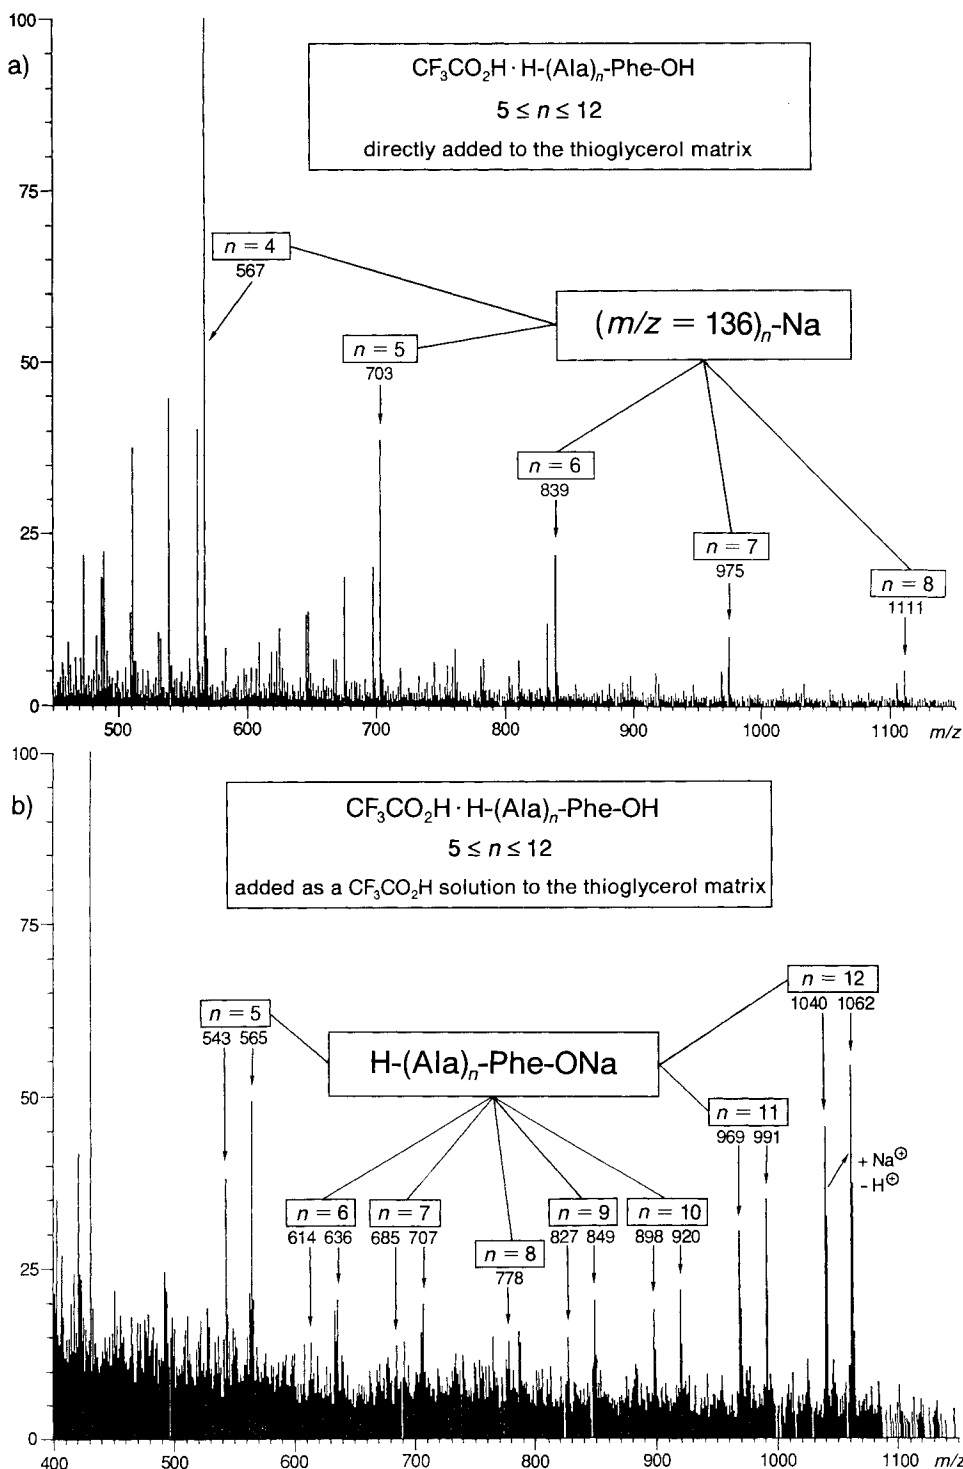 a)
100
75
50
25
0
CF₃CO₂H · H-(Ala)ₙ-Phe-OH
5 ≤ n ≤ 12
directly added to the thioglycerol matrix
n = 4
567
n = 5
703
(m/z = 136)ₙ-Na
n = 6
839
n = 7
975
n = 8
1111
500 600 700 800 900 1000 1100 m/z
b)
100
75
50
25
0
CF₃CO₂H · H-(Ala)ₙ-Phe-OH
5 ≤ n ≤ 12
added as a CF₃CO₂H solution to the thioglycerol matrix
n = 5
543 565
H-(Ala)ₙ-Phe-ONa
n = 12
1040 1062
n = 11
969 991
+ Na⊕
− H⊕
n = 6
614 636
n = 7
685 707
n = 8
778
n = 9
827 849
n = 10
898 920
400 500 600 700 800 900 1000 1100 m/z